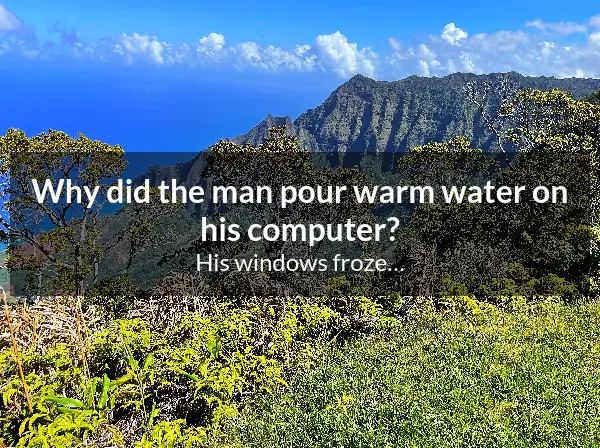 Why did the man pour warm water on
his computer?
His windows froze...